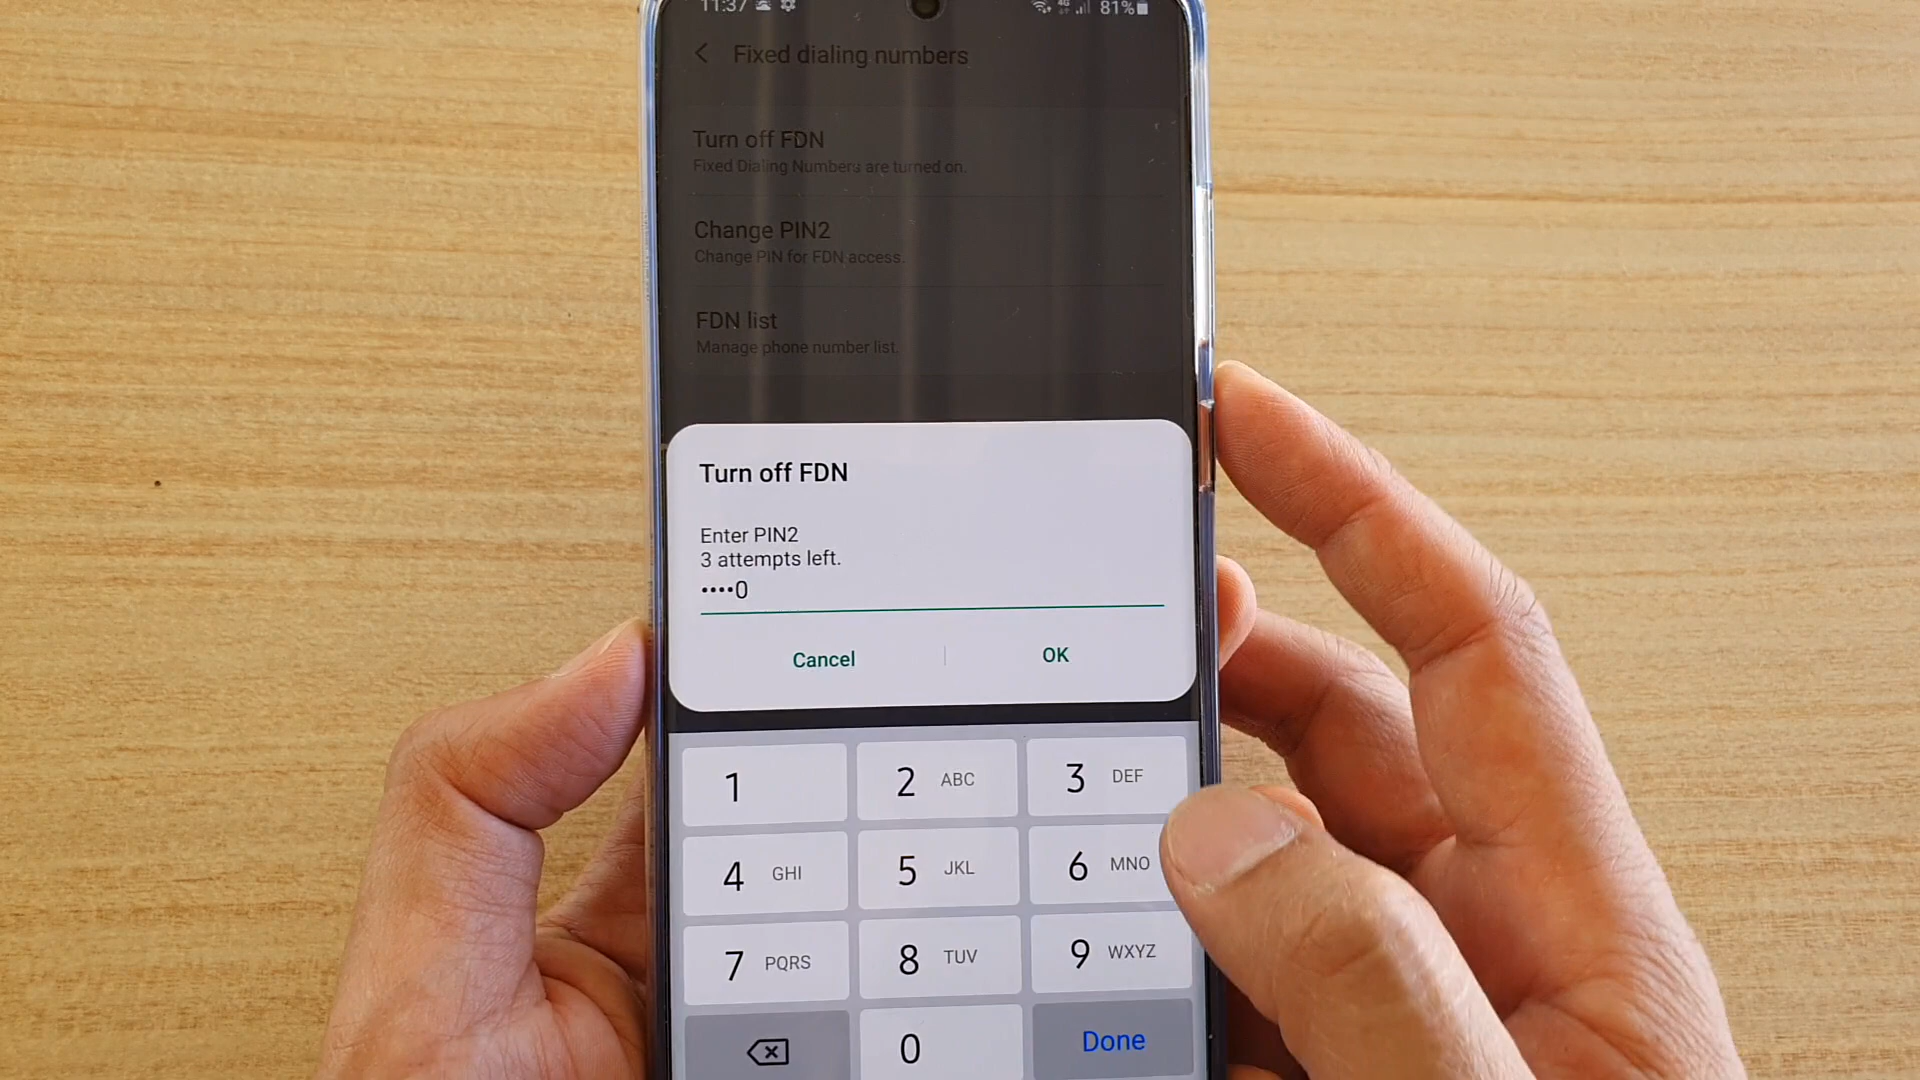 11:37 4G 81%
Fixed dialing numbers
Turn off FDN
Fixed Dialing Numbers are turned on.
Change PIN2
Change PIN for FDN access.
FDN list
Manage phone number list.
Turn off FDN
Enter PIN2
3 attempts left.
••••0
Cancel OK
1 2 ABC 3 DEF
4 GHI 5 JKL 6 MNO
7 PQRS 8 TUV 9 WXYZ
0 Done